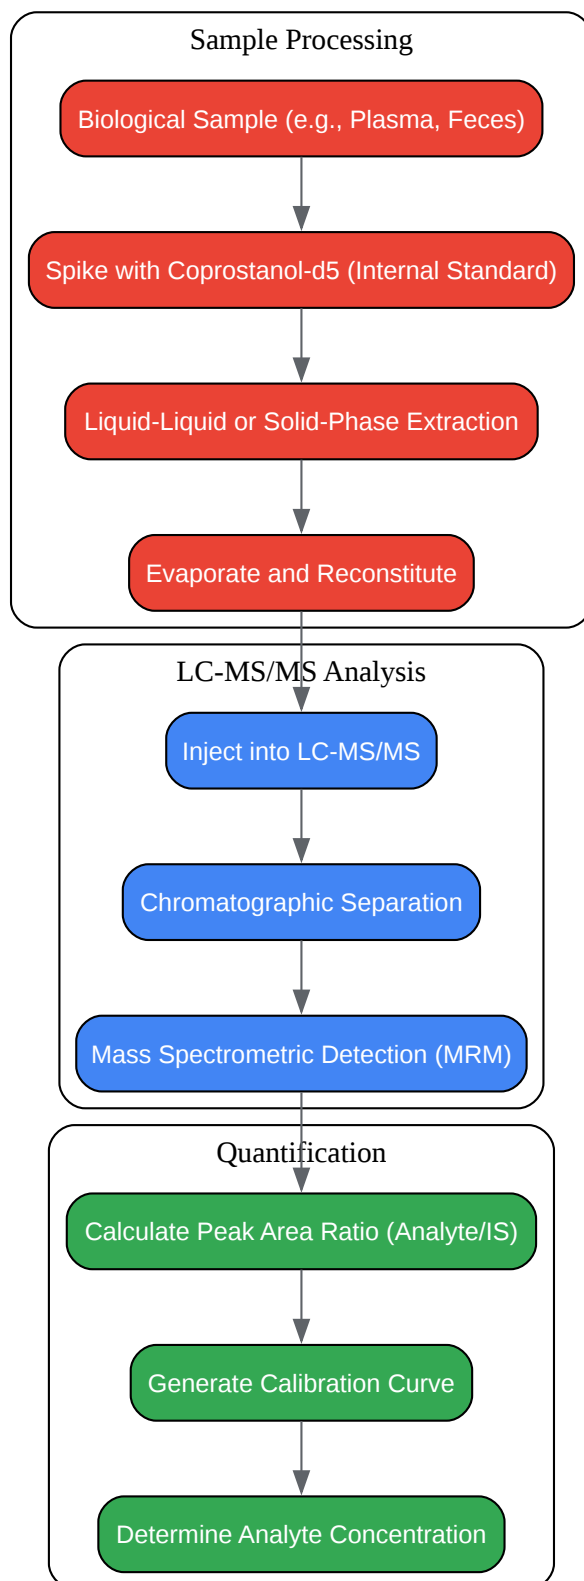 Sample Processing
Biological Sample (e.g., Plasma, Feces)
Spike with Coprostanol-d5 (Internal Standard)
Liquid-Liquid or Solid-Phase Extraction
Evaporate and Reconstitute
LC-MS/MS Analysis
Inject into LC-MS/MS
Chromatographic Separation
Mass Spectrometric Detection (MRM)
Quantification
Calculate Peak Area Ratio (Analyte/IS)
Generate Calibration Curve
Determine Analyte Concentration